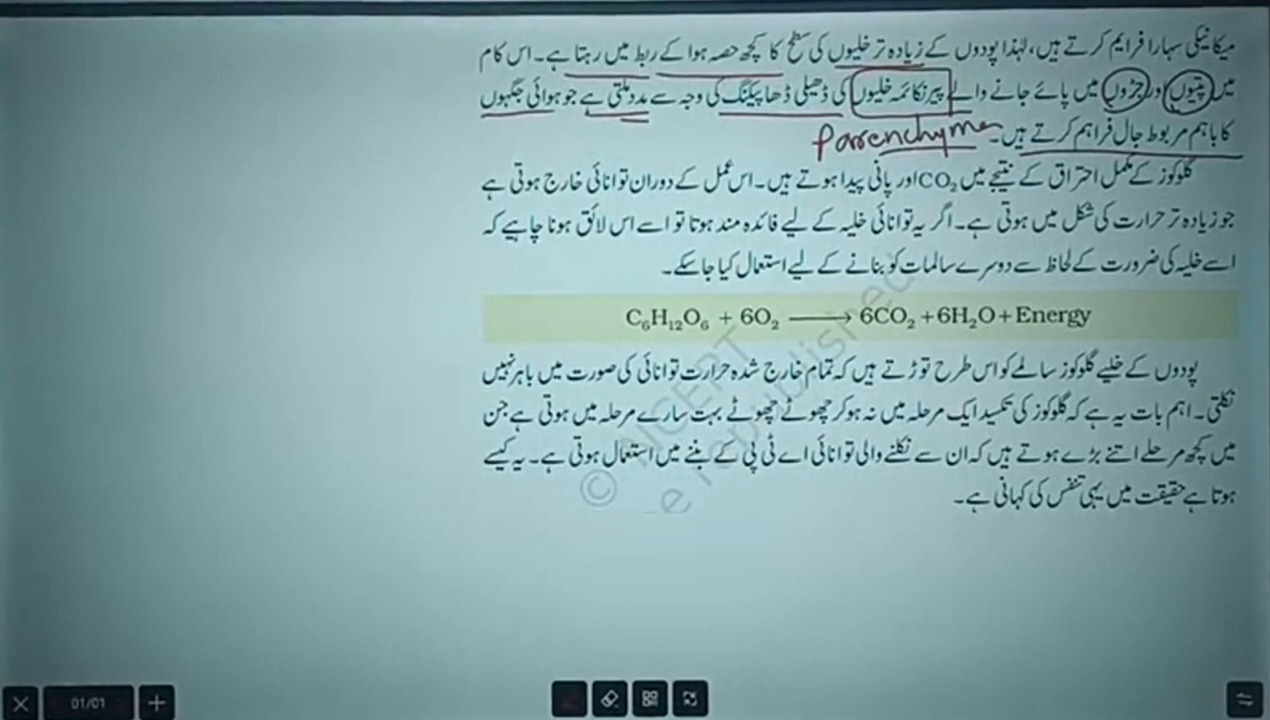 میکانیکی سہارا فراہم کرتے ہیں، لہٰذا پودوں کے زیادہ تر خلیوں کی سطح کا کچھ حصہ ہوا کے ربط میں رہتا ہے۔ اس کام
میں پتیوں ور جڑوں میں پائے جانے والے پیرنکائمہ خلیوں کی ڈھیلی ڈھا پیکنگ کی وجہ سے مدد ملتی ہے جو ہوائی جگہوں
کا باہم مربوط جال فراہم کرتے ہیں۔ Parenchyma
گلوکوز کے مکمل احتراق کے نتیجے میں CO₂ اور پانی پیدا ہوتے ہیں۔ اس عمل کے دوران توانائی خارج ہوتی ہے
جو زیادہ تر حرارت کی شکل میں ہوتی ہے۔ اگر یہ توانائی خلیہ کے لیے فائدہ مند ہوتا تو اسے اس لائق ہونا چاہیے کہ
اسے خلیہ کی ضرورت کے لحاظ سے دوسرے سالمات کو بنانے کے لیے استعمال کیا جا سکے۔
C₆H₁₂O₆ + 6O₂ ⟶ 6CO₂ + 6H₂O + Energy
پودوں کے خلیے گلوکوز سالمے کو اس طرح توڑتے ہیں کہ تمام خارج شدہ حرارت توانائی کی صورت میں باہر نہیں
نکلتی۔ اہم بات یہ ہے کہ گلوکوز کی تکسید ایک مرحلہ میں نہ ہو کر چھوٹے چھوٹے بہت سارے مرحلہ میں ہوتی ہے جن
میں کچھ مرحلے اتنے بڑے ہوتے ہیں کہ ان سے نکلنے والی توانائی اے ٹی پی کے بننے میں استعمال ہوتی ہے۔ یہ کیسے
ہوتا ہے حقیقت میں یہی تنفس کی کہانی ہے۔
© NCERT
e republished
01/01